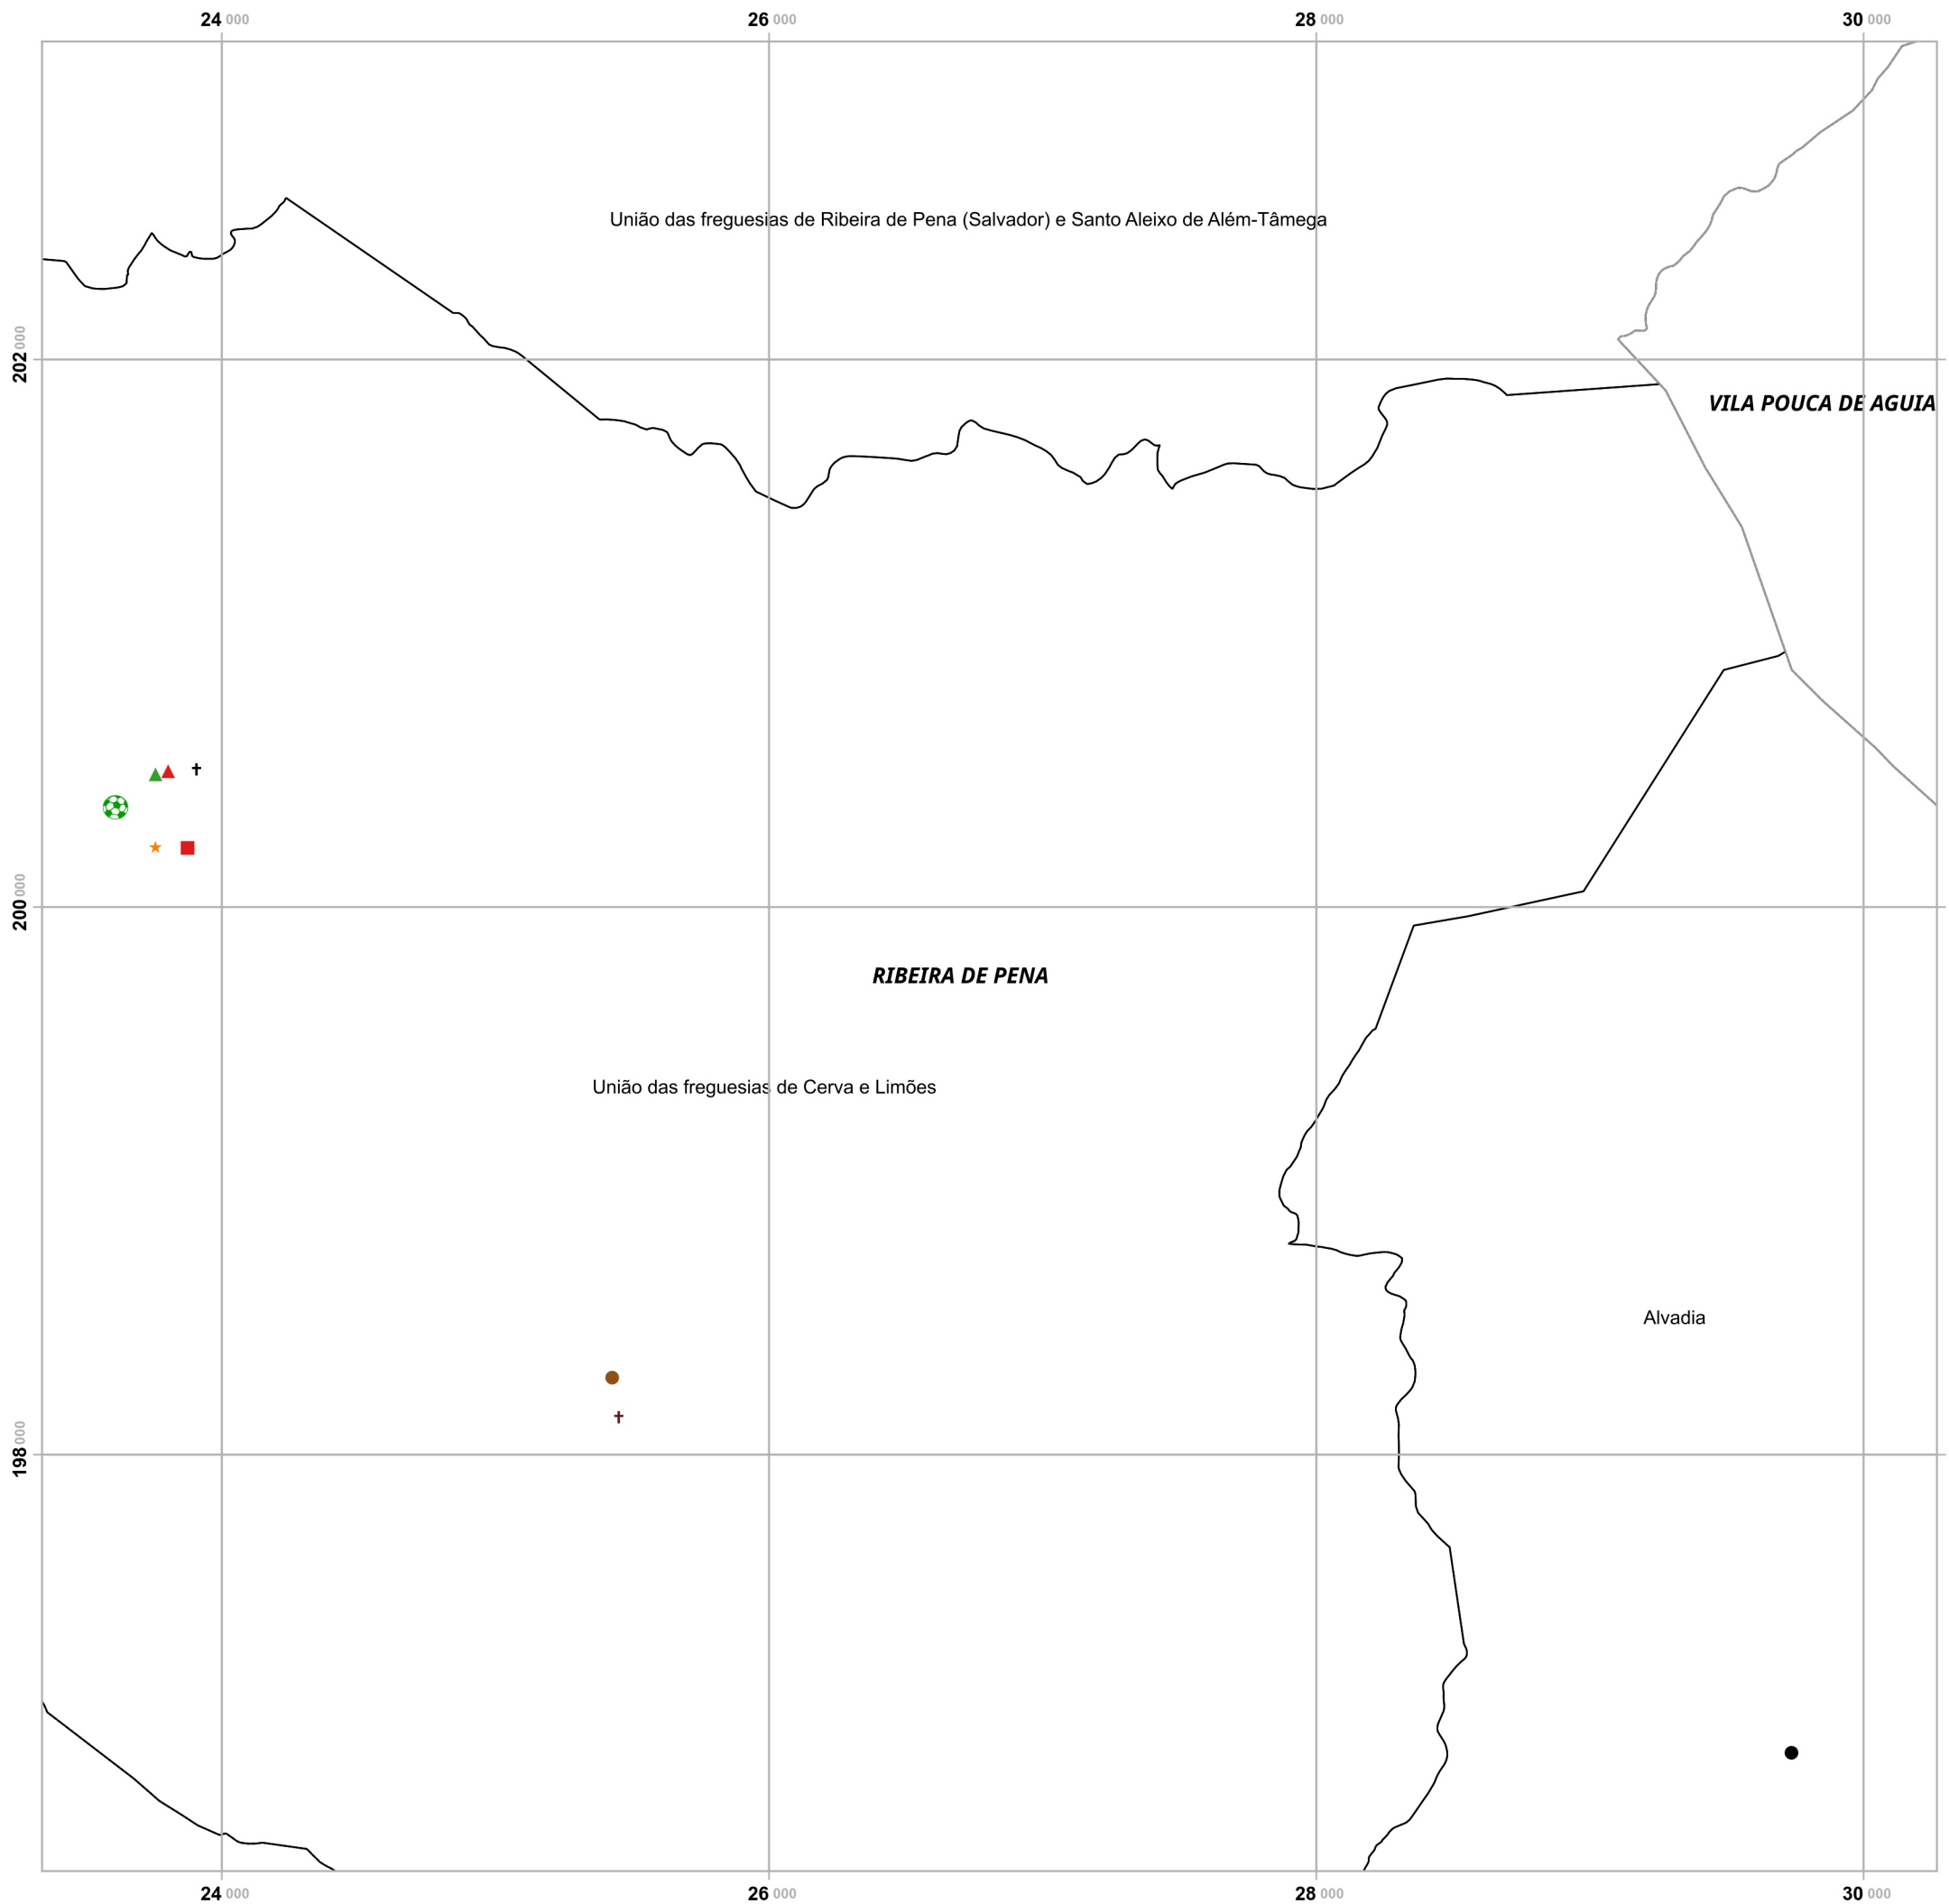 24 000 26 000 28 000 30 000
União das freguesias de Ribeira de Pena (Salvador) e Santo Aleixo de Além-Tâmega
202 000
VILA POUCA DE AGUIA
200 000
RIBEIRA DE PENA
União das freguesias de Cerva e Limões
Alvadia
198 000
24 000 26 000 28 000 30 000